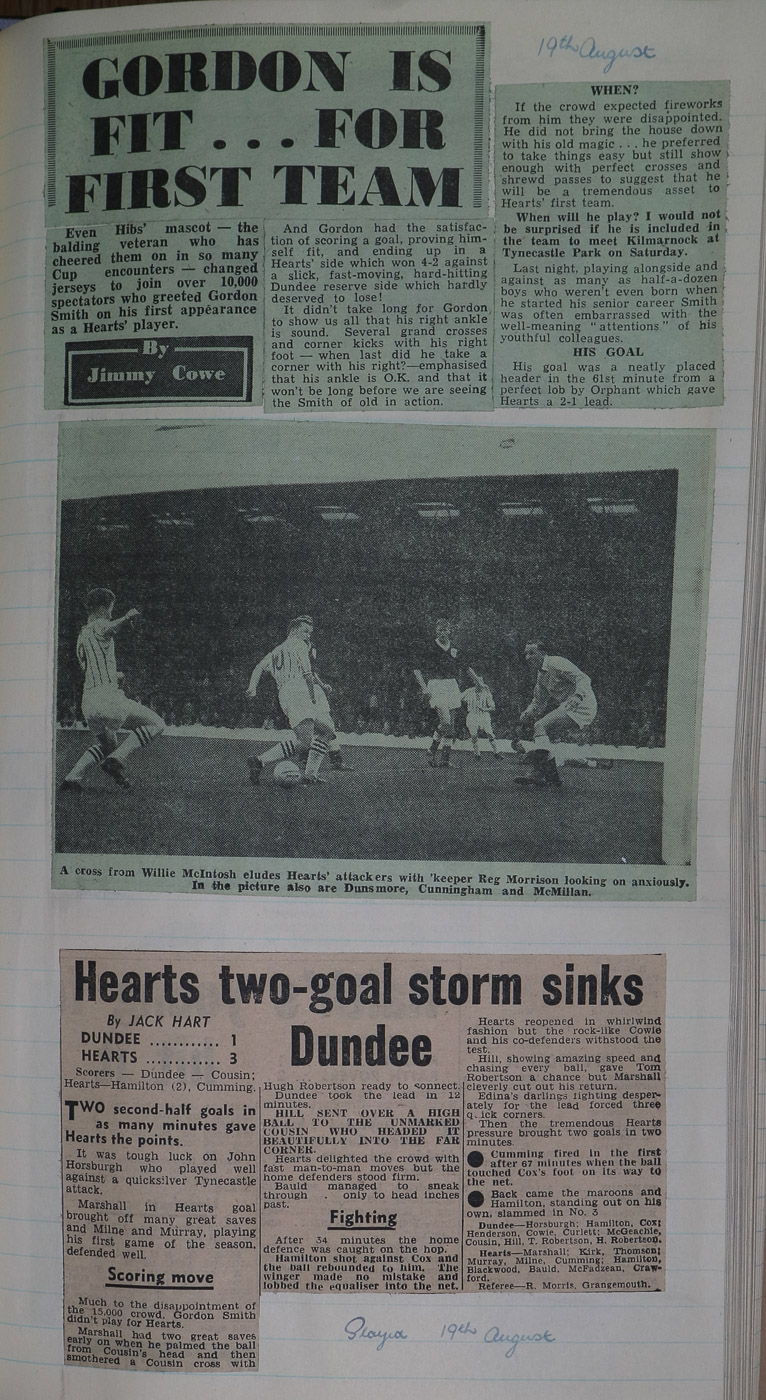 19th August
GORDON IS
FIT . . . FOR
FIRST TEAM
Even Hibs' mascot — the
balding veteran who has
cheered them on in so many
Cup encounters — changed
jerseys to join over 10,000
spectators who greeted Gordon
Smith on his first appearance
as a Hearts' player.
By
Jimmy Cowe
And Gordon had the satisfac-
tion of scoring a goal, proving him-
self fit, and ending up in a
Hearts' side which won 4-2 against
a slick, fast-moving, hard-hitting
Dundee reserve side which hardly
deserved to lose!
It didn't take long for Gordon
to show us all that his right ankle
is sound. Several grand crosses
and corner kicks with his right
foot — when last did he take a
corner with his right?—emphasised
that his ankle is O.K. and that it
won't be long before we are seeing
the Smith of old in action.
WHEN?
If the crowd expected fireworks
from him they were disappointed.
He did not bring the house down
with his old magic . . . he preferred
to take things easy but still show
enough with perfect crosses and
shrewd passes to suggest that he
will be a tremendous asset to
Hearts' first team.
When will he play? I would not
be surprised if he is included in
the team to meet Kilmarnock at
Tynecastle Park on Saturday.
Last night, playing alongside and
against as many as half-a-dozen
boys who weren't even born when
he started his senior career Smith
was often embarrassed with the
well-meaning "attentions" of his
youthful colleagues.
HIS GOAL
His goal was a neatly placed
header in the 61st minute from a
perfect lob by Orphant which gave
Hearts a 2-1 lead.
A cross from Willie McIntosh eludes Hearts' attackers with 'keeper Reg Morrison looking on anxiously.
In the picture also are Dunsmore, Cunningham and McMillan.
Hearts two-goal storm sinks
Dundee
By JACK HART
DUNDEE ............ 1
HEARTS ............ 3
Scorers — Dundee — Cousin;
Hearts—Hamilton (2), Cumming.
TWO second-half goals in
as many minutes gave
Hearts the points.
It was tough luck on John
Horsburgh who played well
against a quicksilver Tynecastle
attack.
Marshall in Hearts goal
brought off many great saves
and Milne and Murray, playing
his first game of the season,
defended well.
Scoring move
Much to the disappointment of
the 15,000 crowd, Gordon Smith
didn't play for Hearts.
Marshall had two great saves
early on when he palmed the ball
from Cousin's head and then
smothered a Cousin cross with
Hugh Robertson ready to connect.
Dundee took the lead in 12
minutes.
HILL SENT OVER A HIGH
BALL TO THE UNMARKED
COUSIN WHO HEADED IT
BEAUTIFULLY INTO THE FAR
CORNER.
Hearts delighted the crowd with
fast man-to-man moves but the
home defenders stood firm.
Bauld managed to sneak
through . only to head inches
past.
Fighting
After 34 minutes the home
defence was caught on the hop.
Hamilton shot against Cox and
the ball rebounded to him. The
winger made no mistake and
lobbed the equaliser into the net.
Hearts reopened in whirlwind
fashion but the rock-like Cowie
and his co-defenders withstood the
test.
Hill, showing amazing speed and
chasing every ball, gave Tom
Robertson a chance but Marshall
cleverly cut out his return.
Edina's darlings fighting desper-
ately for the lead forced three
quick corners.
Then the tremendous Hearts
pressure brought two goals in two
minutes.
● Cumming fired in the first
after 67 minutes when the ball
touched Cox's foot on its way to
the net.
● Back came the maroons and
Hamilton, standing out on his
own, slammed in No. 3
Dundee—Horsburgh; Hamilton, Cox;
Henderson, Cowie, Curlett; McGeachie,
Cousin, Hill, T. Robertson, H. Robertson.
Hearts—Marshall; Kirk, Thomson;
Murray, Milne, Cumming; Hamilton,
Blackwood, Bauld, McFadzean, Craw-
ford.
Referee—R. Morris, Grangemouth.
Played 19th August